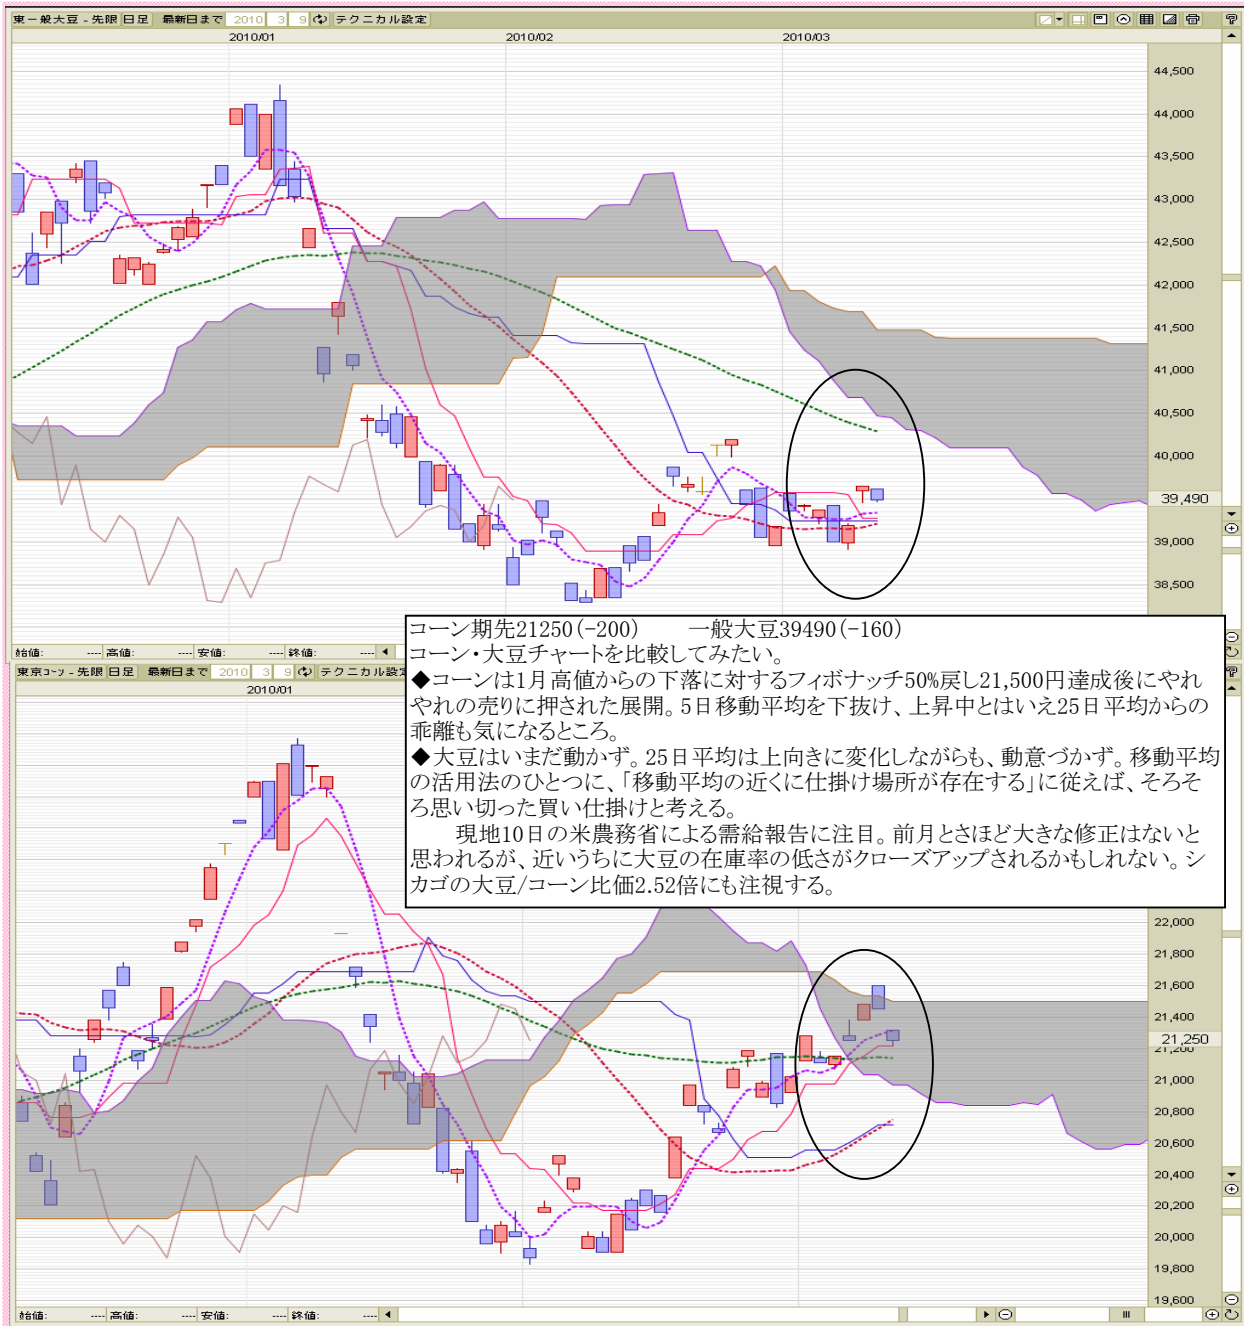 東一般大豆 - 先限 日足 最新日まで 2010 3 9 テクニカル設定
2010/01 2010/02 2010/03
44,500
44,000
43,500
43,000
42,500
42,000
41,500
41,000
40,500
40,000
39,490
39,000
38,500
始値: ---- 高値: ---- 安値: ---- 終値: ----
コーン期先21250(-200) 一般大豆39490(-160)
コーン・大豆チャートを比較してみたい。
◆コーンは1月高値からの下落に対するフィボナッチ50%戻し21,500円達成後にやれ
やれの売りに押された展開。5日移動平均を下抜け、上昇中とはいえ25日平均からの
乖離も気になるところ。
◆大豆はいまだ動かず。25日平均は上向きに変化しながらも、動意づかず。移動平均
の活用法のひとつに、「移動平均の近くに仕掛け場所が存在する」に従えば、そろそ
ろ思い切った買い仕掛けと考える。
現地10日の米農務省による需給報告に注目。前月とさほど大きな修正はないと
思われるが、近いうちに大豆の在庫率の低さがクローズアップされるかもしれない。シ
カゴの大豆/コーン比価2.52倍にも注視する。
東京コーン - 先限 日足 最新日まで 2010 3 9 テクニカル設
2010/01
22,000
21,800
21,600
21,400
21,250
21,200
21,000
20,800
20,600
20,400
20,200
20,000
19,800
19,600
始値: ---- 高値: ---- 安値: ---- 終値: ----